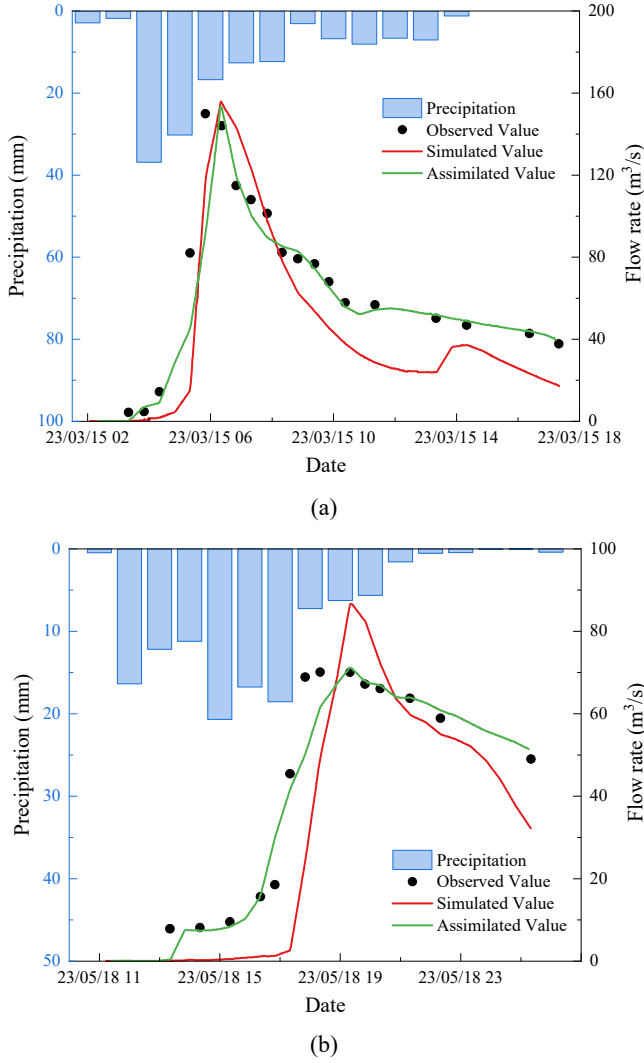 0
20
40
60
80
100
Precipitation (mm)
200
160
120
80
40
0
Flow rate (m³/s)
Precipitation
Observed Value
Simulated Value
Assimilated Value
23/03/15 02 23/03/15 06 23/03/15 10 23/03/15 14 23/03/15 18
Date
(a)
0
10
20
30
40
50
Precipitation (mm)
100
80
60
40
20
0
Flow rate (m³/s)
Precipitation
Observed Value
Simulated Value
Assimilated Value
23/05/18 11 23/05/18 15 23/05/18 19 23/05/18 23
Date
(b)